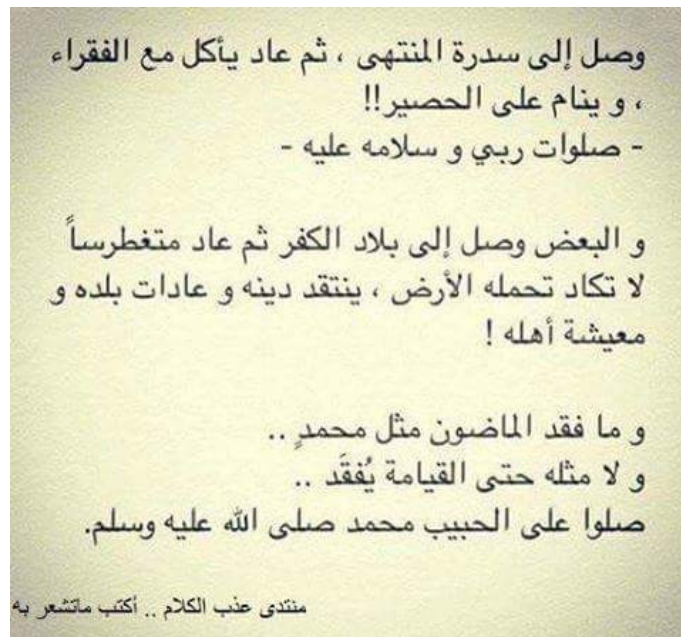 وصل إلى سدرة المنتهى ، ثم عاد يأكل مع الفقراء
، و ينام على الحصير!!
- صلوات ربي و سلامه عليه -
و البعض وصل إلى بلاد الكفر ثم عاد متغطرساً
لا تكاد تحمله الأرض ، ينتقد دينه و عادات بلده و
معيشة أهله !
و ما فقد الماضون مثل محمدٍ ..
و لا مثله حتى القيامة يُفقَد ..
صلوا على الحبيب محمد صلى الله عليه وسلم.
منتدى عذب الكلام .. أكتب ماتشعر به